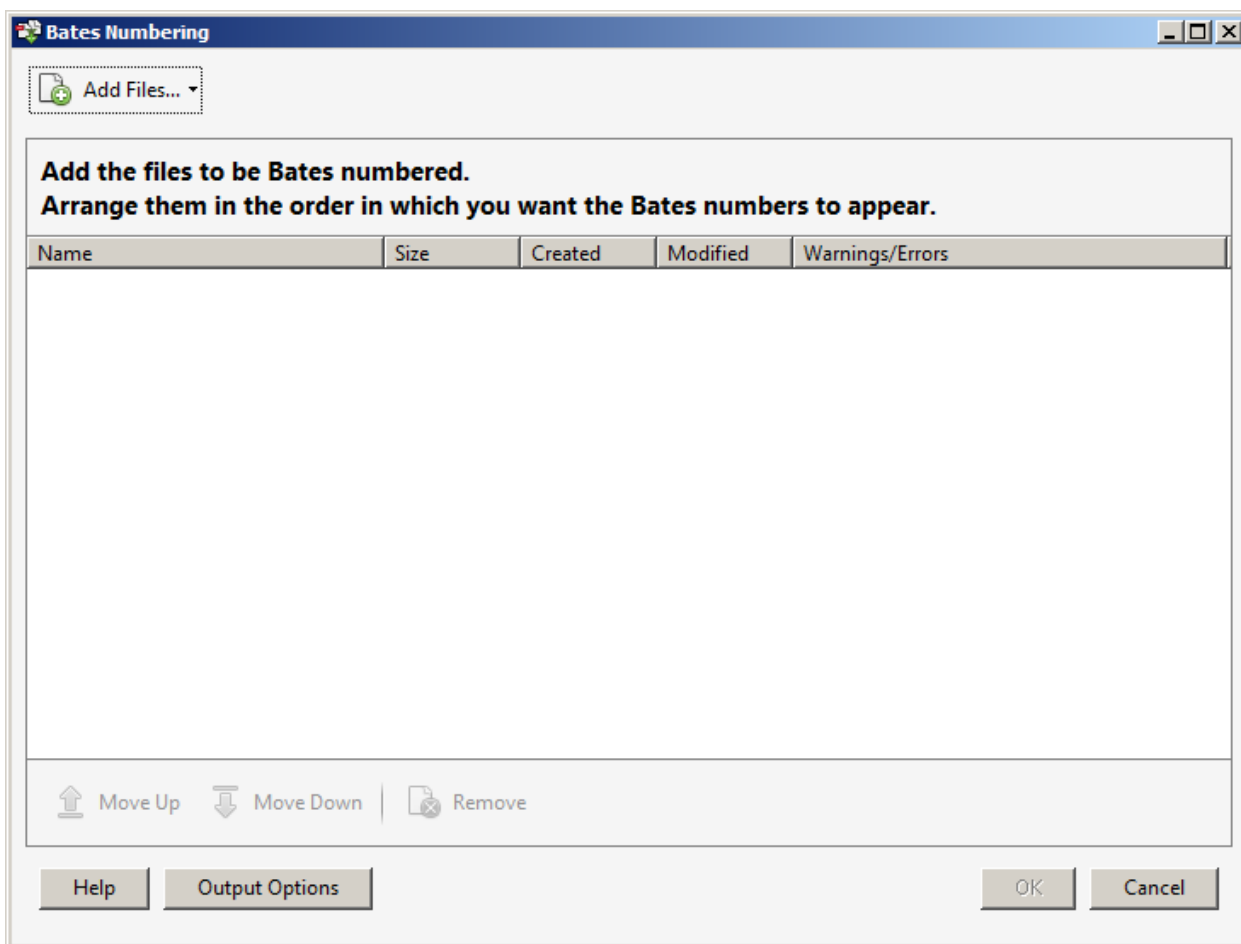 Bates Numbering
Add Files...
Add the files to be Bates numbered.
Arrange them in the order in which you want the Bates numbers to appear.
Name Size Created Modified Warnings/Errors
Move Up Move Down Remove
Help Output Options OK Cancel